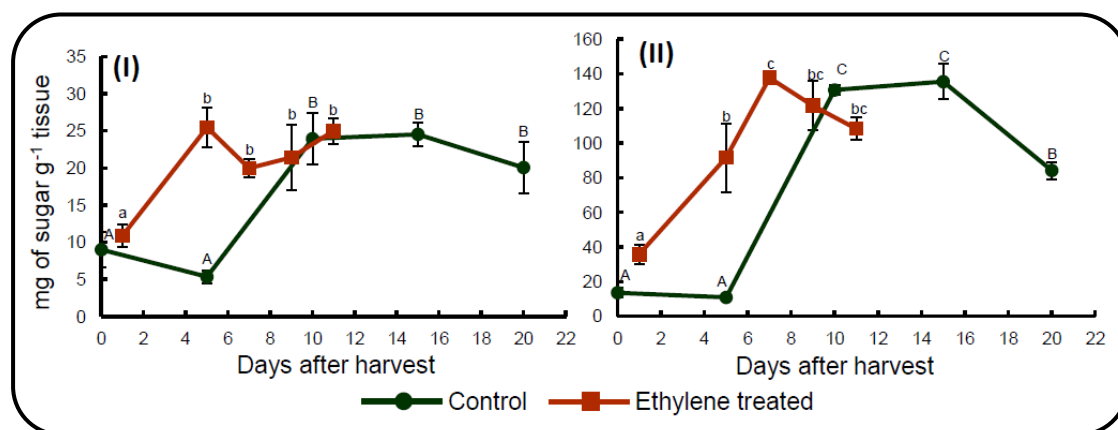 (I)
mg of sugar g-1 tissue
35
30
25
20
15
10
5
0
A
a
A
b
b
b
B
b
B
B
0 2 4 6 8 10 12 14 16 18 20 22
Days after harvest
(II)
160
140
120
100
80
60
40
20
0
A
a
A
b
c
bc
C
bc
C
B
0 2 4 6 8 10 12 14 16 18 20 22
Days after harvest
Control Ethylene treated